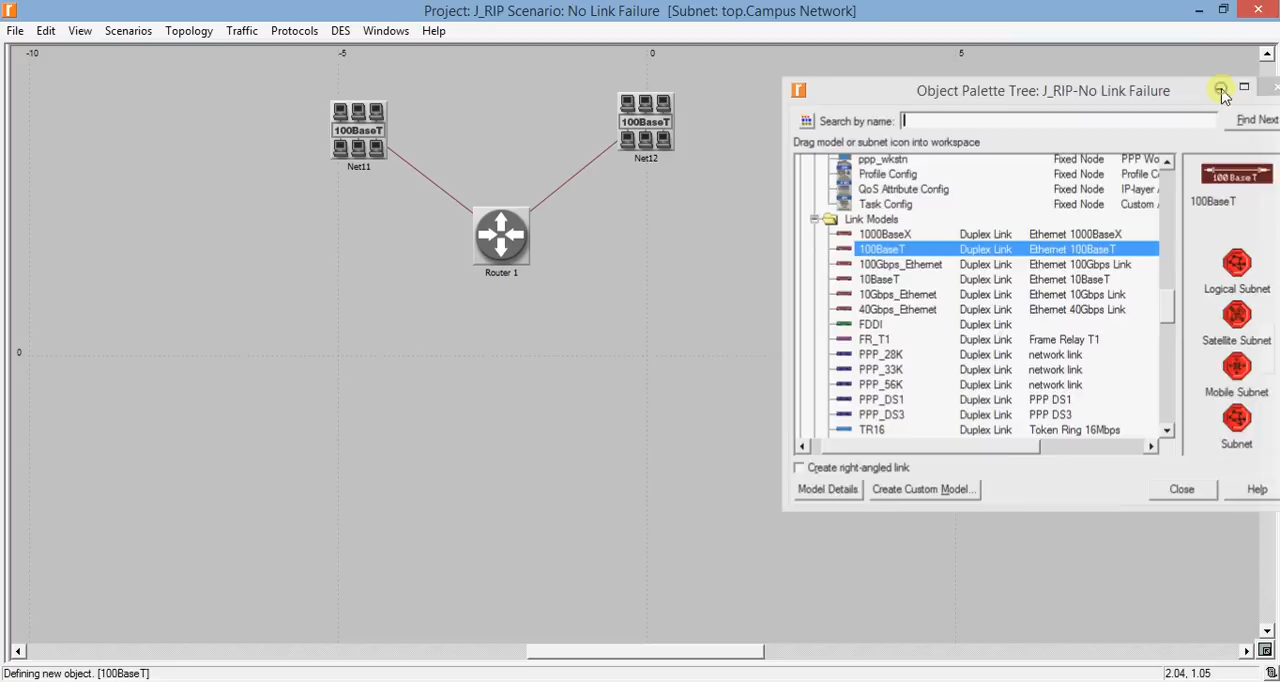 Project: J_RIP Scenario: No Link Failure [Subnet: top.Campus Network]
File Edit View Scenarios Topology Traffic Protocols DES Windows Help
-10 -5 0 5
100BaseT
Net11
100BaseT
Net12
Router 1
0
Object Palette Tree: J_RIP-No Link Failure
Search by name: Find Next
Drag model or subnet icon into workspace
ppp_wkstn Fixed Node PPP Wo
Profile Config Fixed Node Profile C
QoS Attribute Config Fixed Node IP-layer
Task Config Fixed Node Custom
Link Models
1000BaseX Duplex Link Ethernet 1000BaseX
100BaseT Duplex Link Ethernet 100BaseT
100Gbps_Ethernet Duplex Link Ethernet 100Gbps Link
10BaseT Duplex Link Ethernet 10BaseT
10Gbps_Ethernet Duplex Link Ethernet 10Gbps Link
40Gbps_Ethernet Duplex Link Ethernet 40Gbps Link
FDDI Duplex Link
FR_T1 Duplex Link Frame Relay T1
PPP_28K Duplex Link network link
PPP_33K Duplex Link network link
PPP_56K Duplex Link network link
PPP_DS1 Duplex Link PPP DS1
PPP_DS3 Duplex Link PPP DS3
TR16 Duplex Link Token Ring 16Mbps
100BaseT
100BaseT
Logical Subnet
Satellite Subnet
Mobile Subnet
Subnet
Create right-angled link
Model Details Create Custom Model... Close Help
Defining new object. [100BaseT] 2.04, 1.05